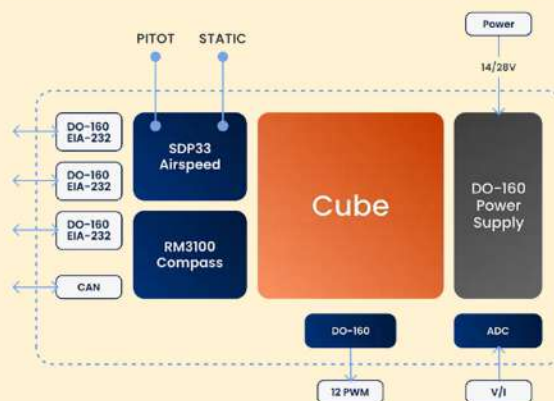 Power
PITOT STATIC
14/28V
DO-160
EIA-232
DO-160
EIA-232
DO-160
EIA-232
CAN
SDP33
Airspeed
RM3100
Compass
Cube
DO-160
Power
Supply
DO-160
ADC
12 PWM
V/I